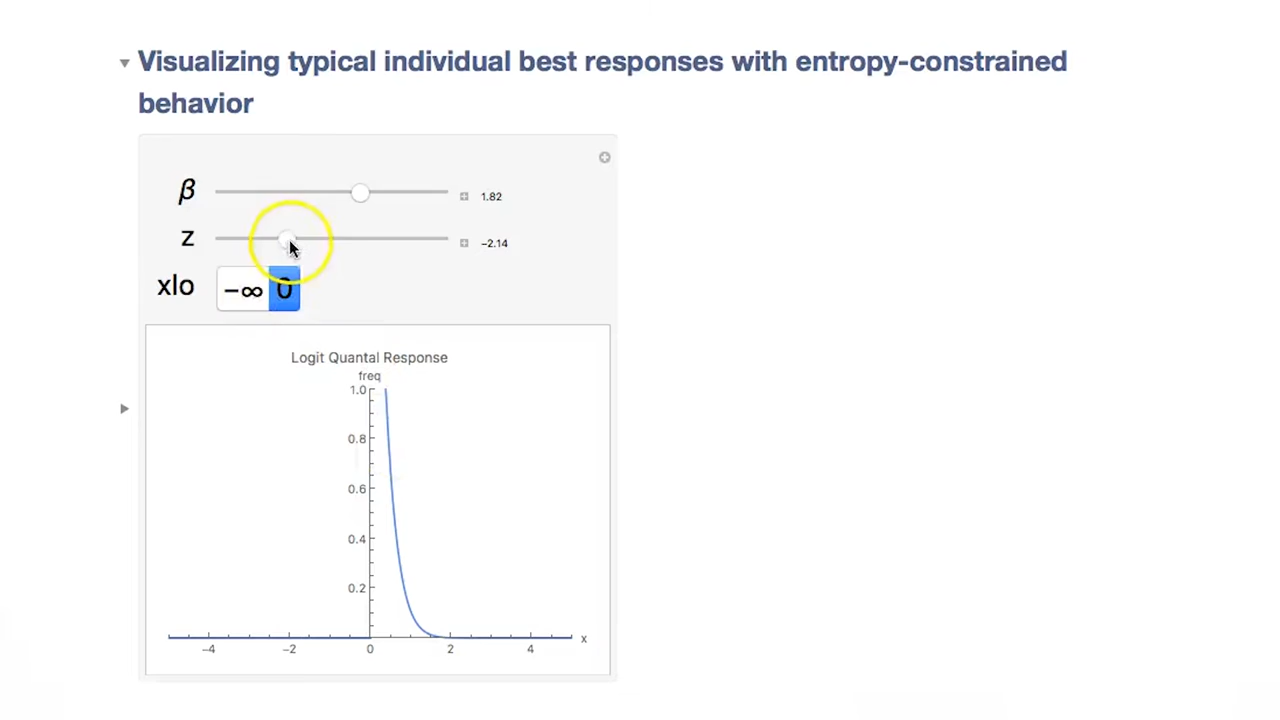 Visualizing typical individual best responses with entropy-constrained
behavior
β 1.82
z −2.14
xlo −∞ 0
Logit Quantal Response
freq
1.0
0.8
0.6
0.4
0.2
−4 −2 0 2 4 x